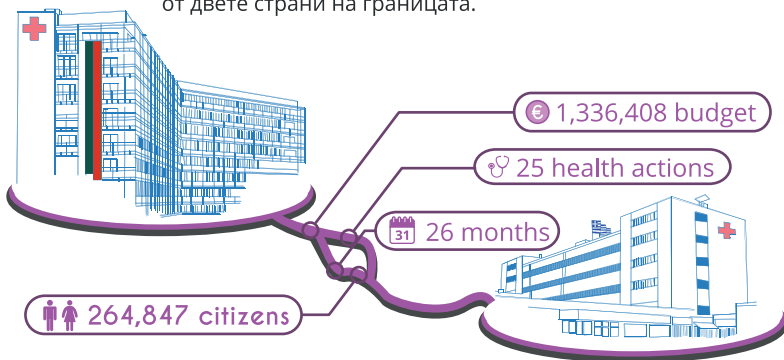 от двете страни на границата.
€ 1,336,408 budget
25 health actions
31 26 months
264,847 citizens